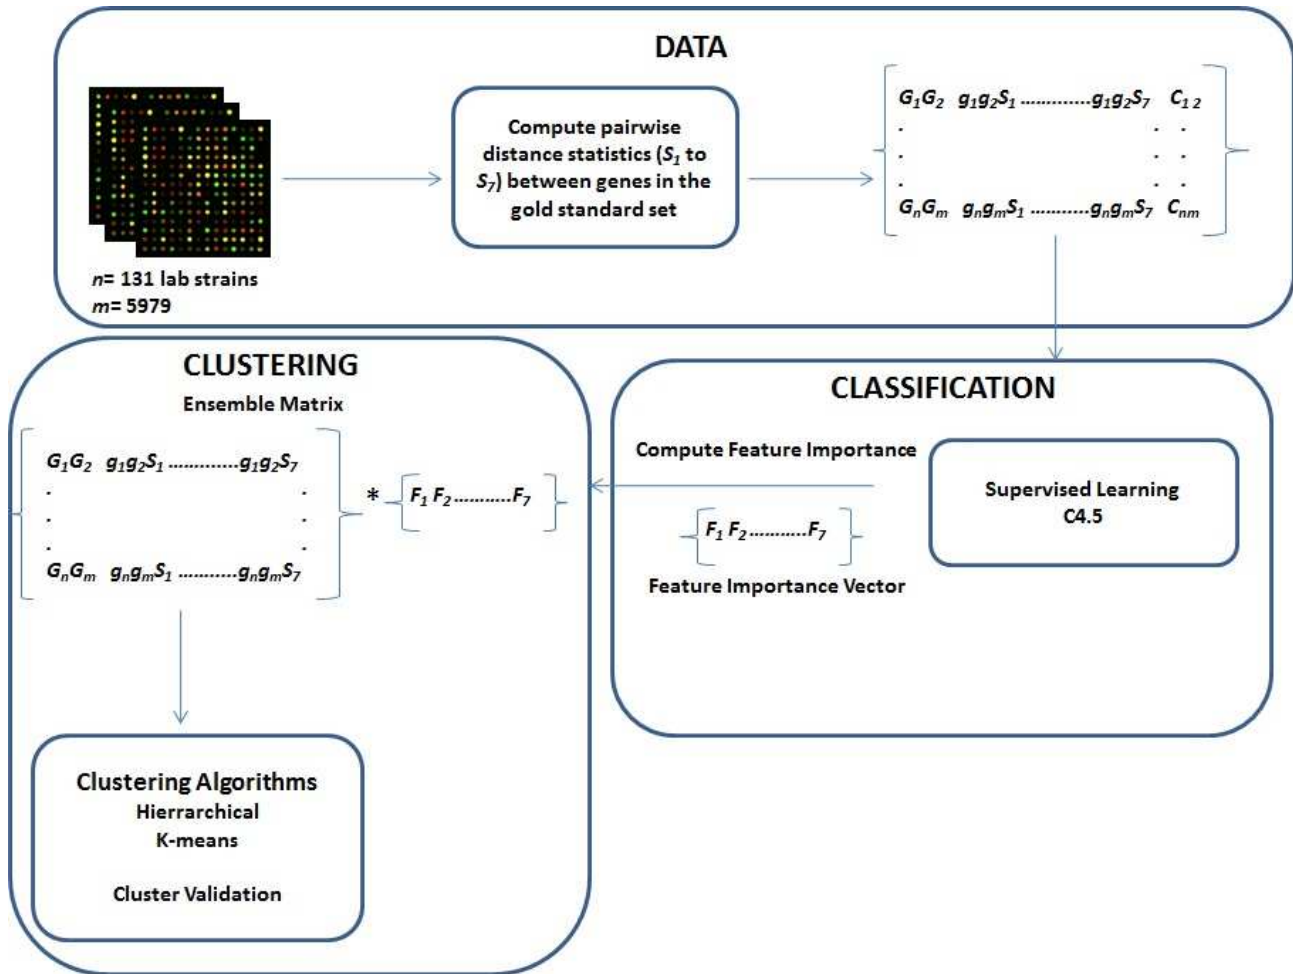 DATA
Compute pairwise
distance statistics (S1 to
S7) between genes in the
gold standard set
G1G2 g1g2S1 .............g1g2S7 C1 2
. . .
. . .
. . .
GnGm gngmS1 ...........gngmS7 Cnm
n= 131 lab strains
m= 5979
CLUSTERING
Ensemble Matrix
G1G2 g1g2S1 .............g1g2S7
. .
. .
. .
GnGm gngmS1 ...........gngmS7
* F1 F2...........F7
Clustering Algorithms
Hierrarchical
K-means
Cluster Validation
CLASSIFICATION
Compute Feature Importance
F1 F2...........F7
Feature Importance Vector
Supervised Learning
C4.5